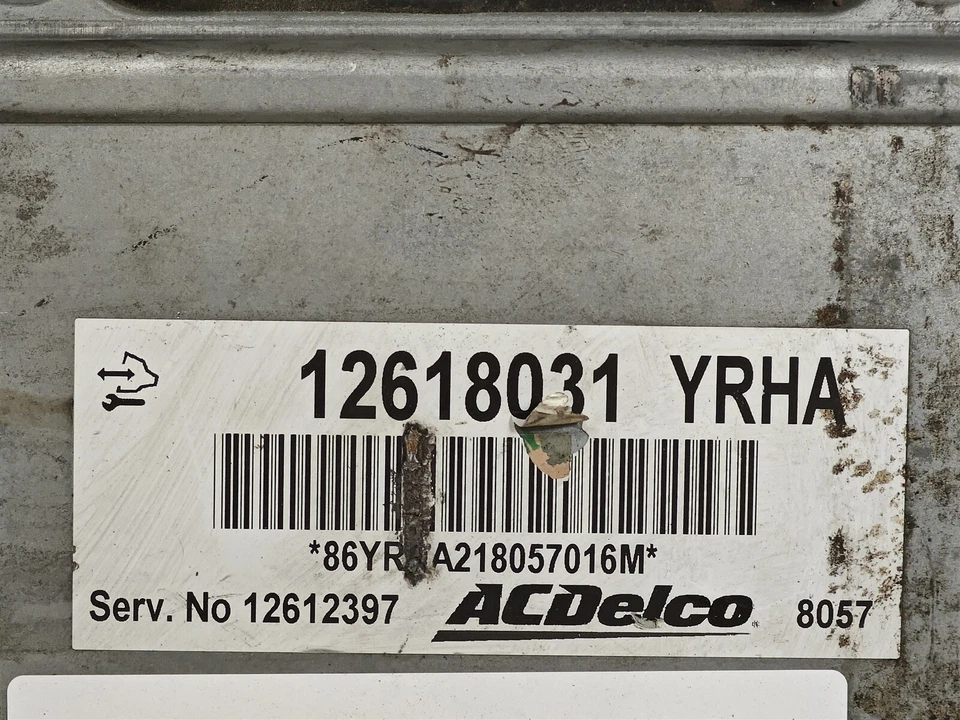 12618031 YRHA
*86YR A218057016M*
Serv. No 12612397 ACDelco 8057